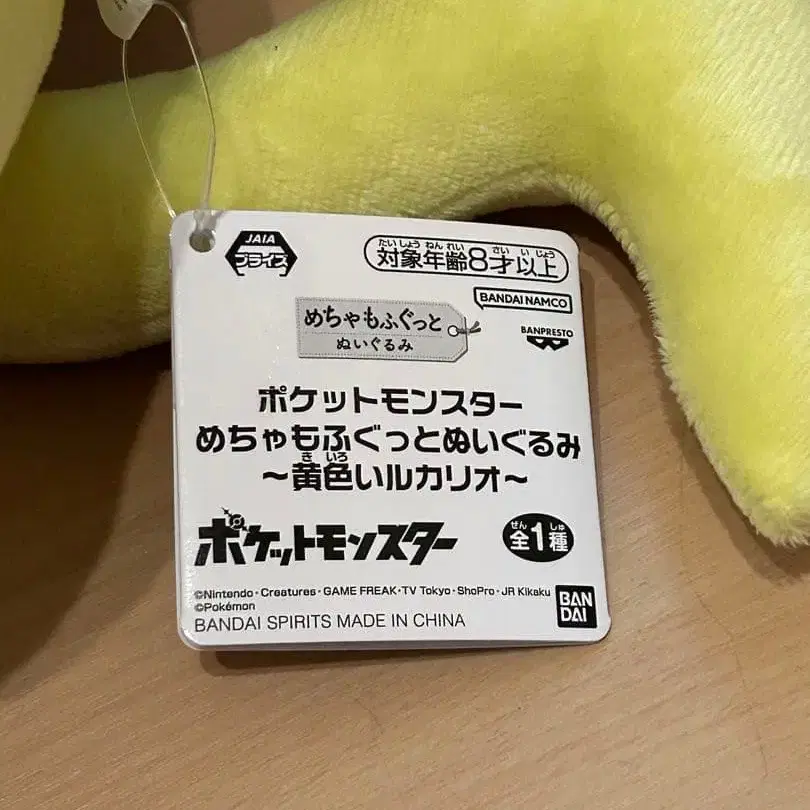 JAIA
プライズ
たいしょうねんれい さい いじょう
対象年齢8才以上
BANDAI NAMCO
めちゃもふぐっと
ぬいぐるみ
BANPRESTO
ポケットモンスター
めちゃもふぐっとぬいぐるみ
き いろ
〜黄色いルカリオ〜
ポケットモンスター
ぜん しゅ
全1種
©Nintendo・Creatures・GAME FREAK・TV Tokyo・ShoPro・JR Kikaku
©Pokémon
BANDAI SPIRITS MADE IN CHINA
BAN
DAI